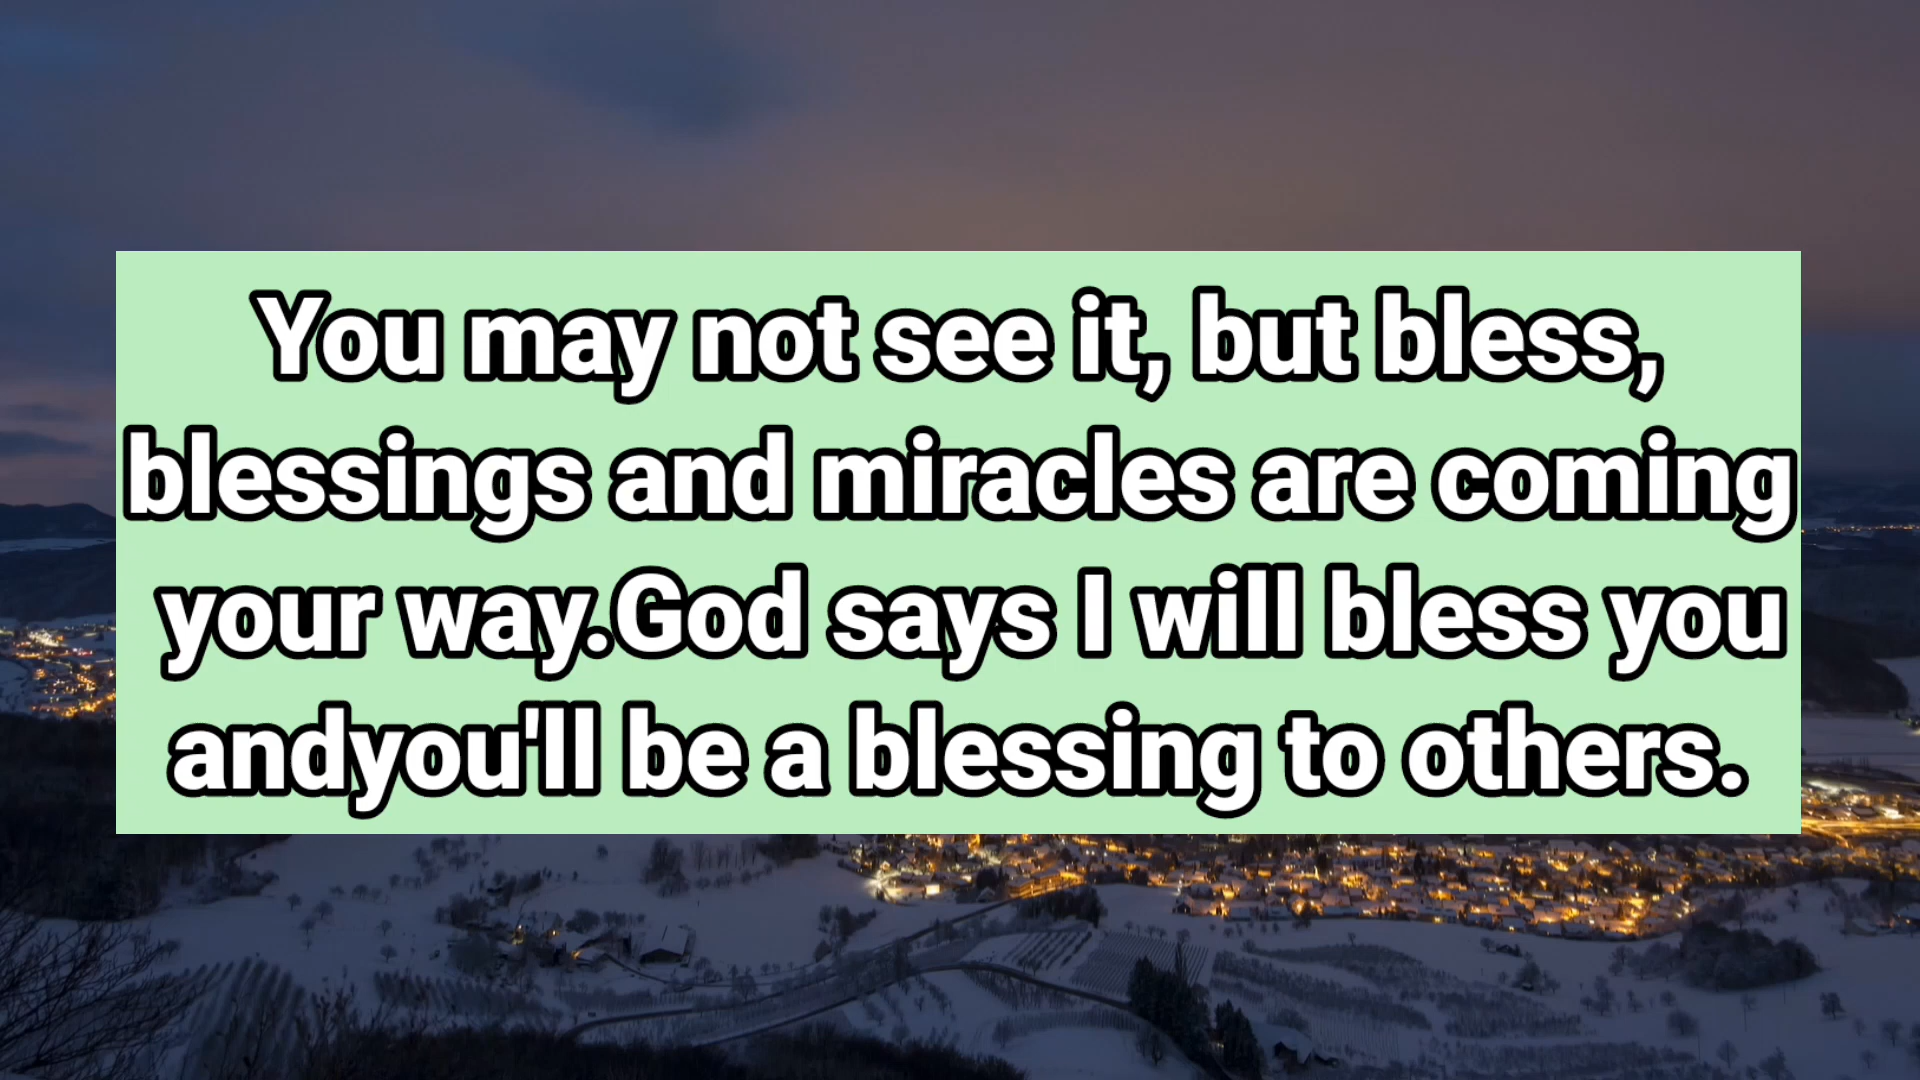 You may not see it, but bless,
blessings and miracles are coming
your way.God says I will bless you
andyou'll be a blessing to others.